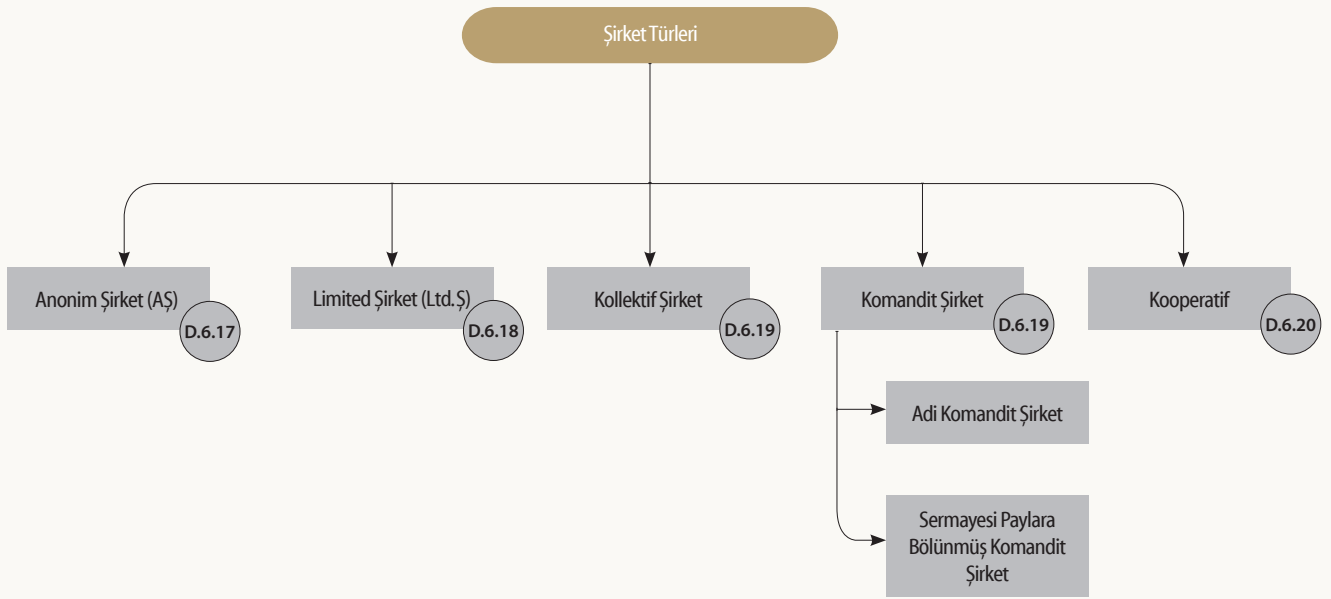 Şirket Türleri
Anonim Şirket (AŞ)
D.6.17
Limited Şirket (Ltd. Ş)
D.6.18
Kollektif Şirket
D.6.19
Komandit Şirket
D.6.19
Kooperatif
D.6.20
Adi Komandit Şirket
Sermayesi Paylara
Bölünmüş Komandit
Şirket